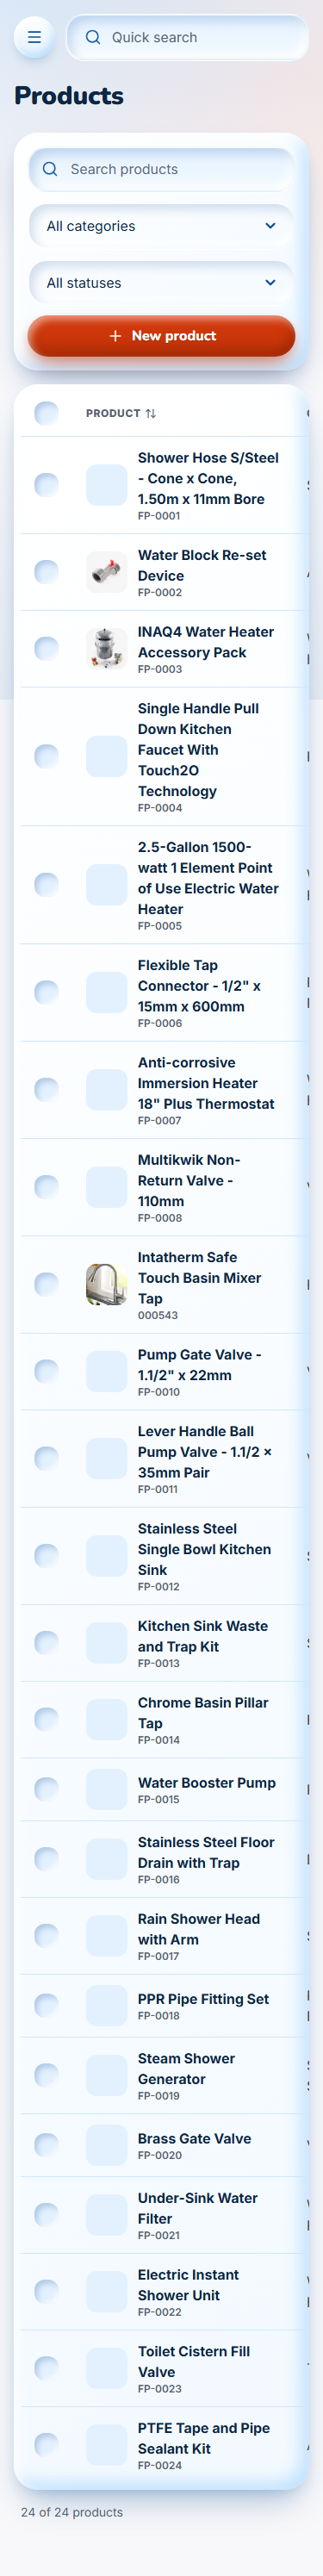 Quick search
Products
Search products
All categories
All statuses
+ New product
PRODUCT
Shower Hose S/Steel
- Cone x Cone,
1.50m x 11mm Bore
FP-0001
Water Block Re-set
Device
FP-0002
INAQ4 Water Heater
Accessory Pack
FP-0003
Single Handle Pull
Down Kitchen
Faucet With
Touch2O
Technology
FP-0004
2.5-Gallon 1500-
watt 1 Element Point
of Use Electric Water
Heater
FP-0005
Flexible Tap
Connector - 1/2" x
15mm x 600mm
FP-0006
Anti-corrosive
Immersion Heater
18" Plus Thermostat
FP-0007
Multikwik Non-
Return Valve -
110mm
FP-0008
Intatherm Safe
Touch Basin Mixer
Tap
000543
Pump Gate Valve -
1.1/2" x 22mm
FP-0010
Lever Handle Ball
Pump Valve - 1.1/2 ×
35mm Pair
FP-0011
Stainless Steel
Single Bowl Kitchen
Sink
FP-0012
Kitchen Sink Waste
and Trap Kit
FP-0013
Chrome Basin Pillar
Tap
FP-0014
Water Booster Pump
FP-0015
Stainless Steel Floor
Drain with Trap
FP-0016
Rain Shower Head
with Arm
FP-0017
PPR Pipe Fitting Set
FP-0018
Steam Shower
Generator
FP-0019
Brass Gate Valve
FP-0020
Under-Sink Water
Filter
FP-0021
Electric Instant
Shower Unit
FP-0022
Toilet Cistern Fill
Valve
FP-0023
PTFE Tape and Pipe
Sealant Kit
FP-0024
24 of 24 products